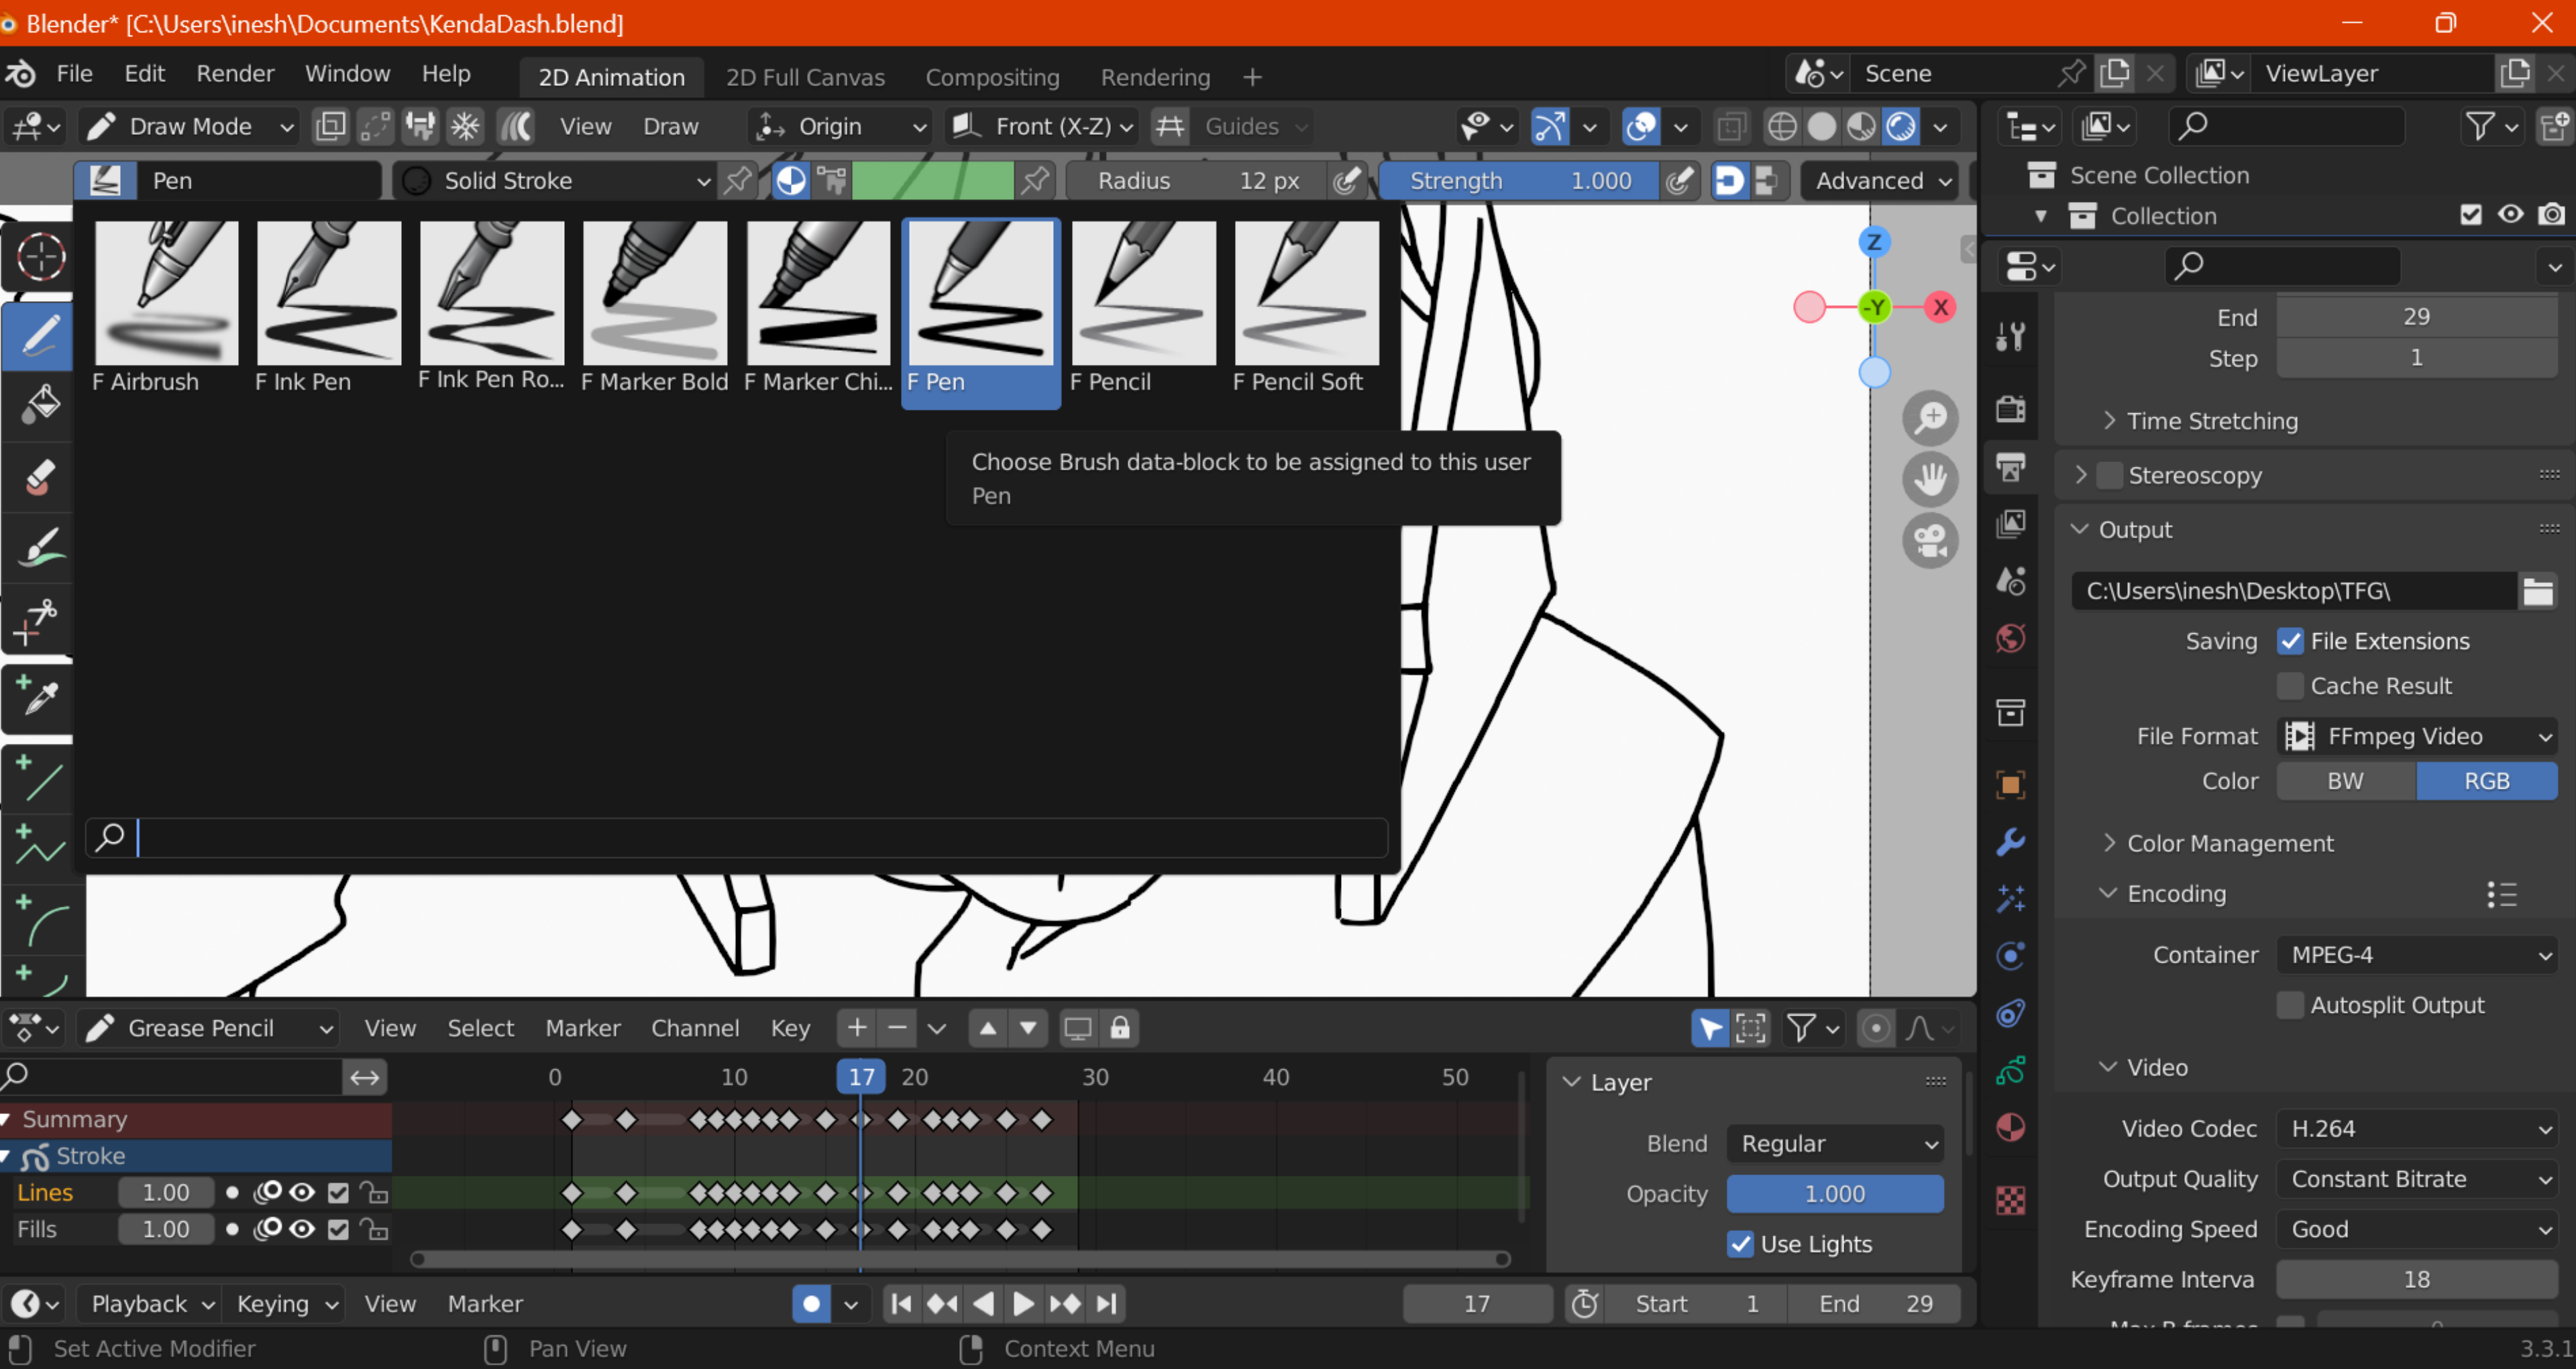 Blender* [C:\Users\inesh\Documents\KendaDash.blend]
File Edit Render Window Help 2D Animation 2D Full Canvas Compositing Rendering + Scene ViewLayer
Draw Mode View Draw Origin Front (X-Z) Guides
Pen Solid Stroke Radius 12 px Strength 1.000 Advanced
Scene Collection
Collection
Z
-Y X
F Airbrush F Ink Pen F Ink Pen Ro... F Marker Bold F Marker Chi... F Pen F Pencil F Pencil Soft
Choose Brush data-block to be assigned to this user
Pen
End 29
Step 1
Time Stretching
Stereoscopy
Output
C:\Users\inesh\Desktop\TFG\
Saving File Extensions
Cache Result
File Format FFmpeg Video
Color BW RGB
Color Management
Encoding
Container MPEG-4
Autosplit Output
Video
Video Codec H.264
Output Quality Constant Bitrate
Encoding Speed Good
Keyframe Interva 18
Max B-frames 0
Grease Pencil View Select Marker Channel Key
0 10 17 20 30 40 50
Summary
Stroke
Lines 1.00
Fills 1.00
Layer
Blend Regular
Opacity 1.000
Use Lights
Playback Keying View Marker 17 Start 1 End 29
Set Active Modifier Pan View Context Menu 3.3.1